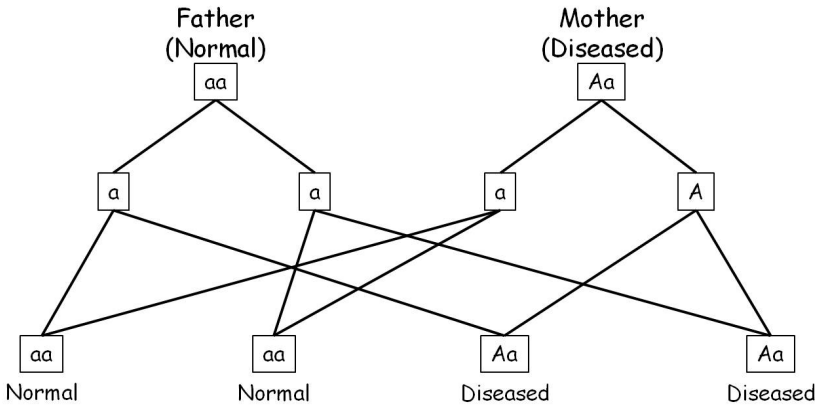 Father
(Normal)
Mother
(Diseased)
aa
Aa
a
a
a
A
aa
aa
Aa
Aa
Normal
Normal
Diseased
Diseased